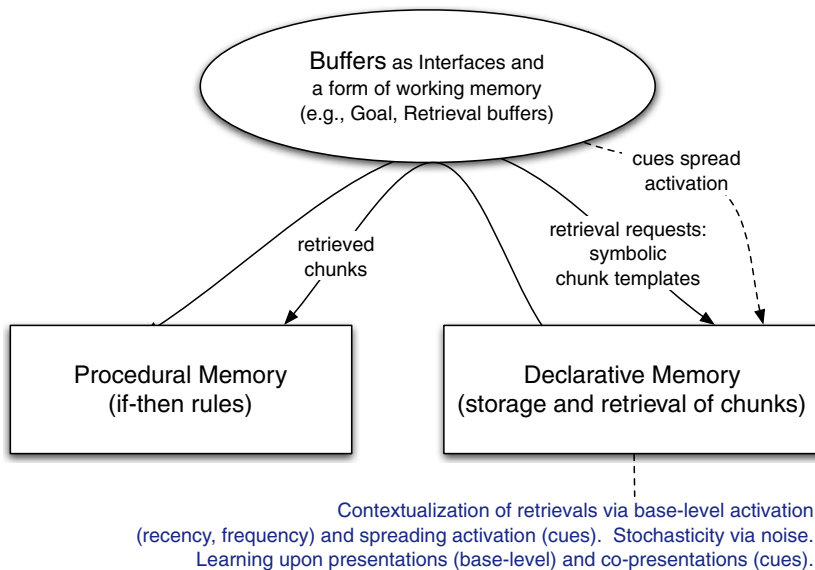 Buffers as Interfaces and
a form of working memory
(e.g., Goal, Retrieval buffers)
cues spread
activation
retrieved
chunks
retrieval requests:
symbolic
chunk templates
Procedural Memory
(if-then rules)
Declarative Memory
(storage and retrieval of chunks)
Contextualization of retrievals via base-level activation
(recency, frequency) and spreading activation (cues). Stochasticity via noise.
Learning upon presentations (base-level) and co-presentations (cues).